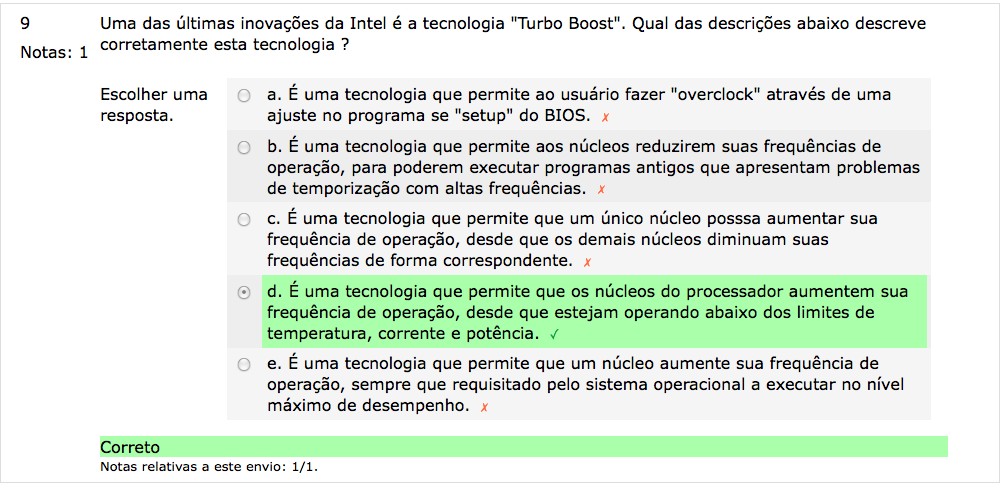 9
Notas: 1
Uma das últimas inovações da Intel é a tecnologia "Turbo Boost". Qual das descrições abaixo descreve
corretamente esta tecnologia ?
Escolher uma
resposta.
a. É uma tecnologia que permite ao usuário fazer "overclock" através de uma
ajuste no programa se "setup" do BIOS. ✗
b. É uma tecnologia que permite aos núcleos reduzirem suas frequências de
operação, para poderem executar programas antigos que apresentam problemas
de temporização com altas frequências. ✗
c. É uma tecnologia que permite que um único núcleo posssa aumentar sua
frequência de operação, desde que os demais núcleos diminuam suas
frequências de forma correspondente. ✗
d. É uma tecnologia que permite que os núcleos do processador aumentem sua
frequência de operação, desde que estejam operando abaixo dos limites de
temperatura, corrente e potência. ✓
e. É uma tecnologia que permite que um núcleo aumente sua frequência de
operação, sempre que requisitado pelo sistema operacional a executar no nível
máximo de desempenho. ✗
Correto
Notas relativas a este envio: 1/1.